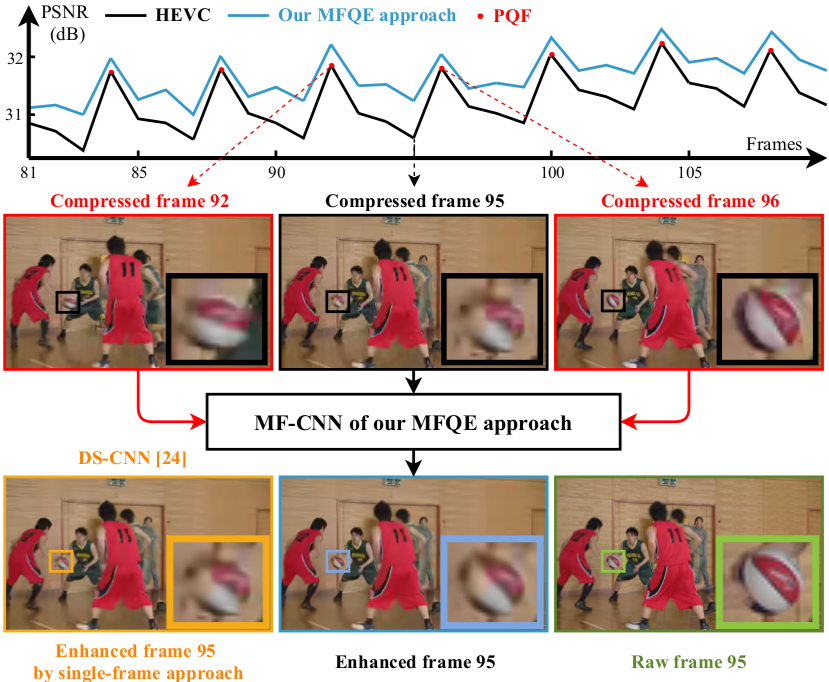 PSNR
(dB)
HEVC
Our MFQE approach
PQF
32
31
Frames
81
85
90
95
100
105
Compressed frame 92
Compressed frame 95
Compressed frame 96
11
11
11
MF-CNN of our MFQE approach
DS-CNN [24]
11
11
11
Enhanced frame 95
by single-frame approach
Enhanced frame 95
Raw frame 95